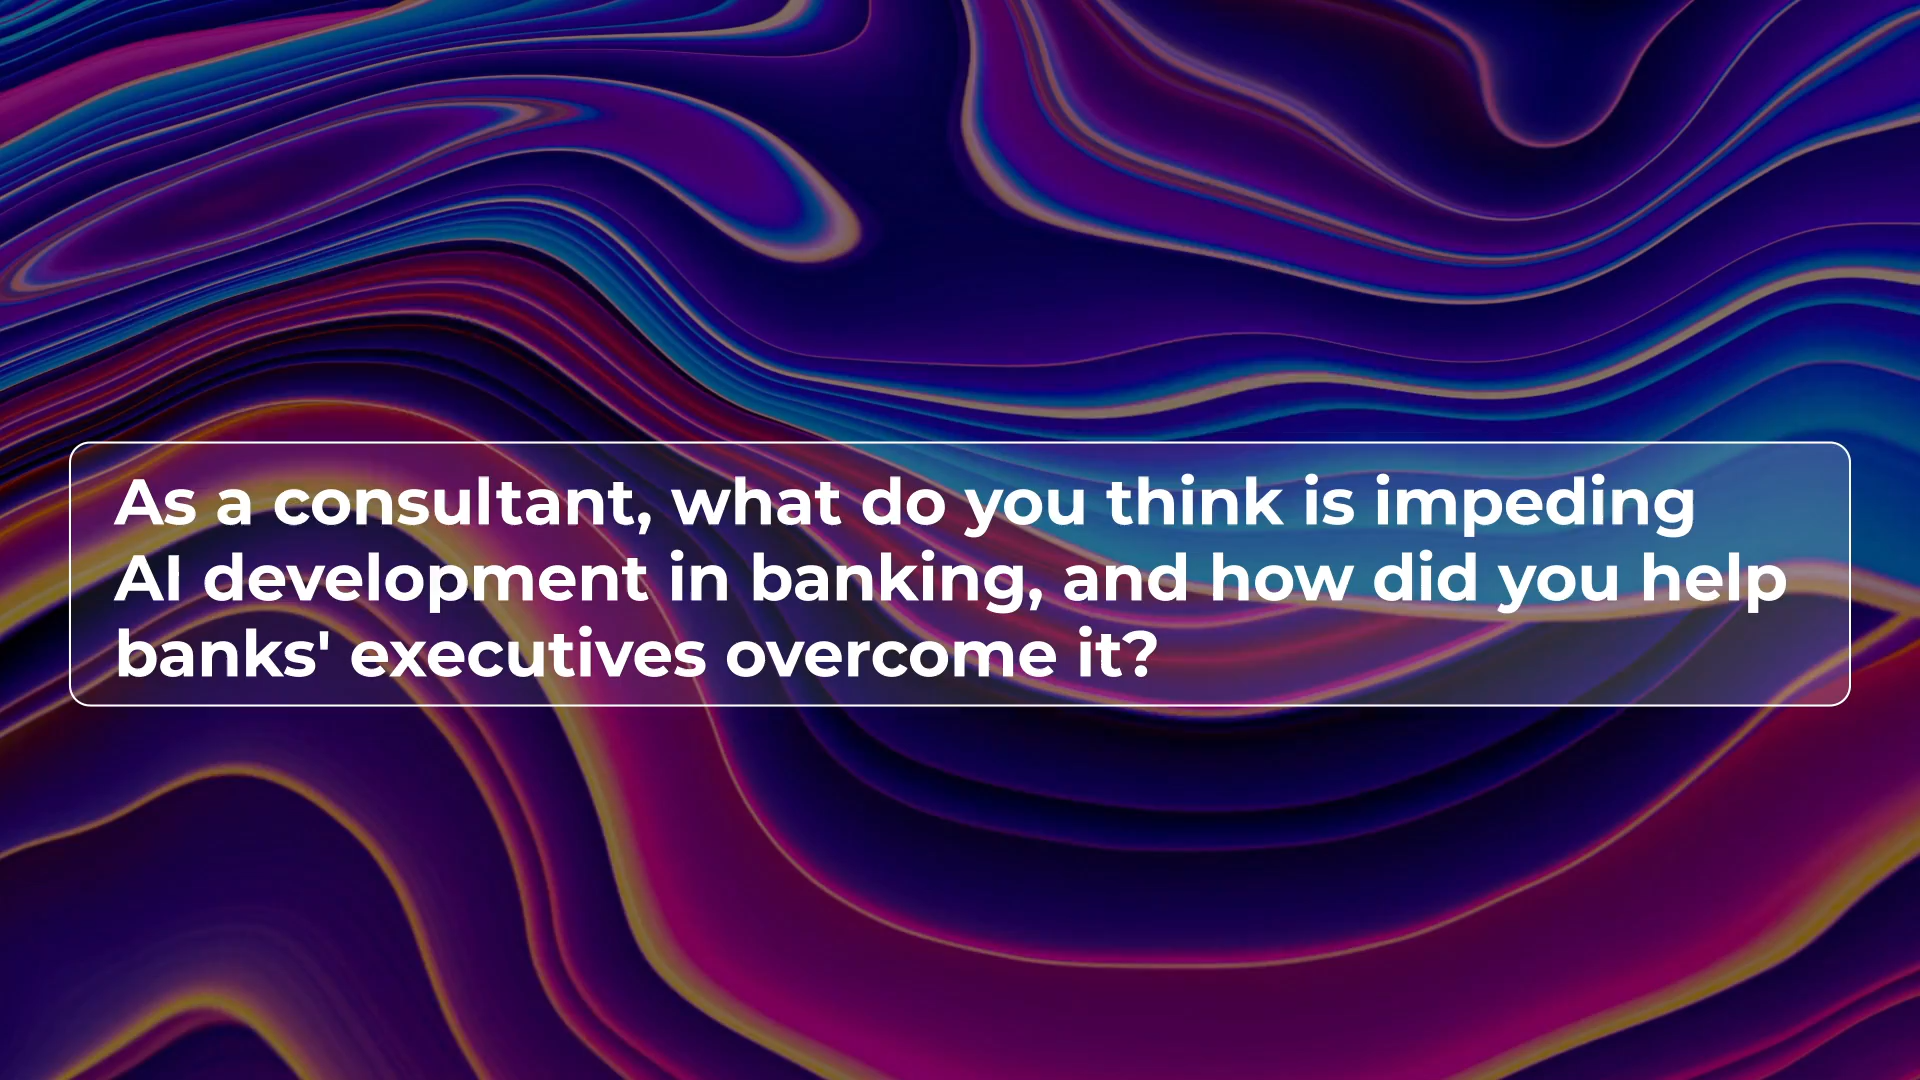 As a consultant, what do you think is impeding
AI development in banking, and how did you help
banks' executives overcome it?